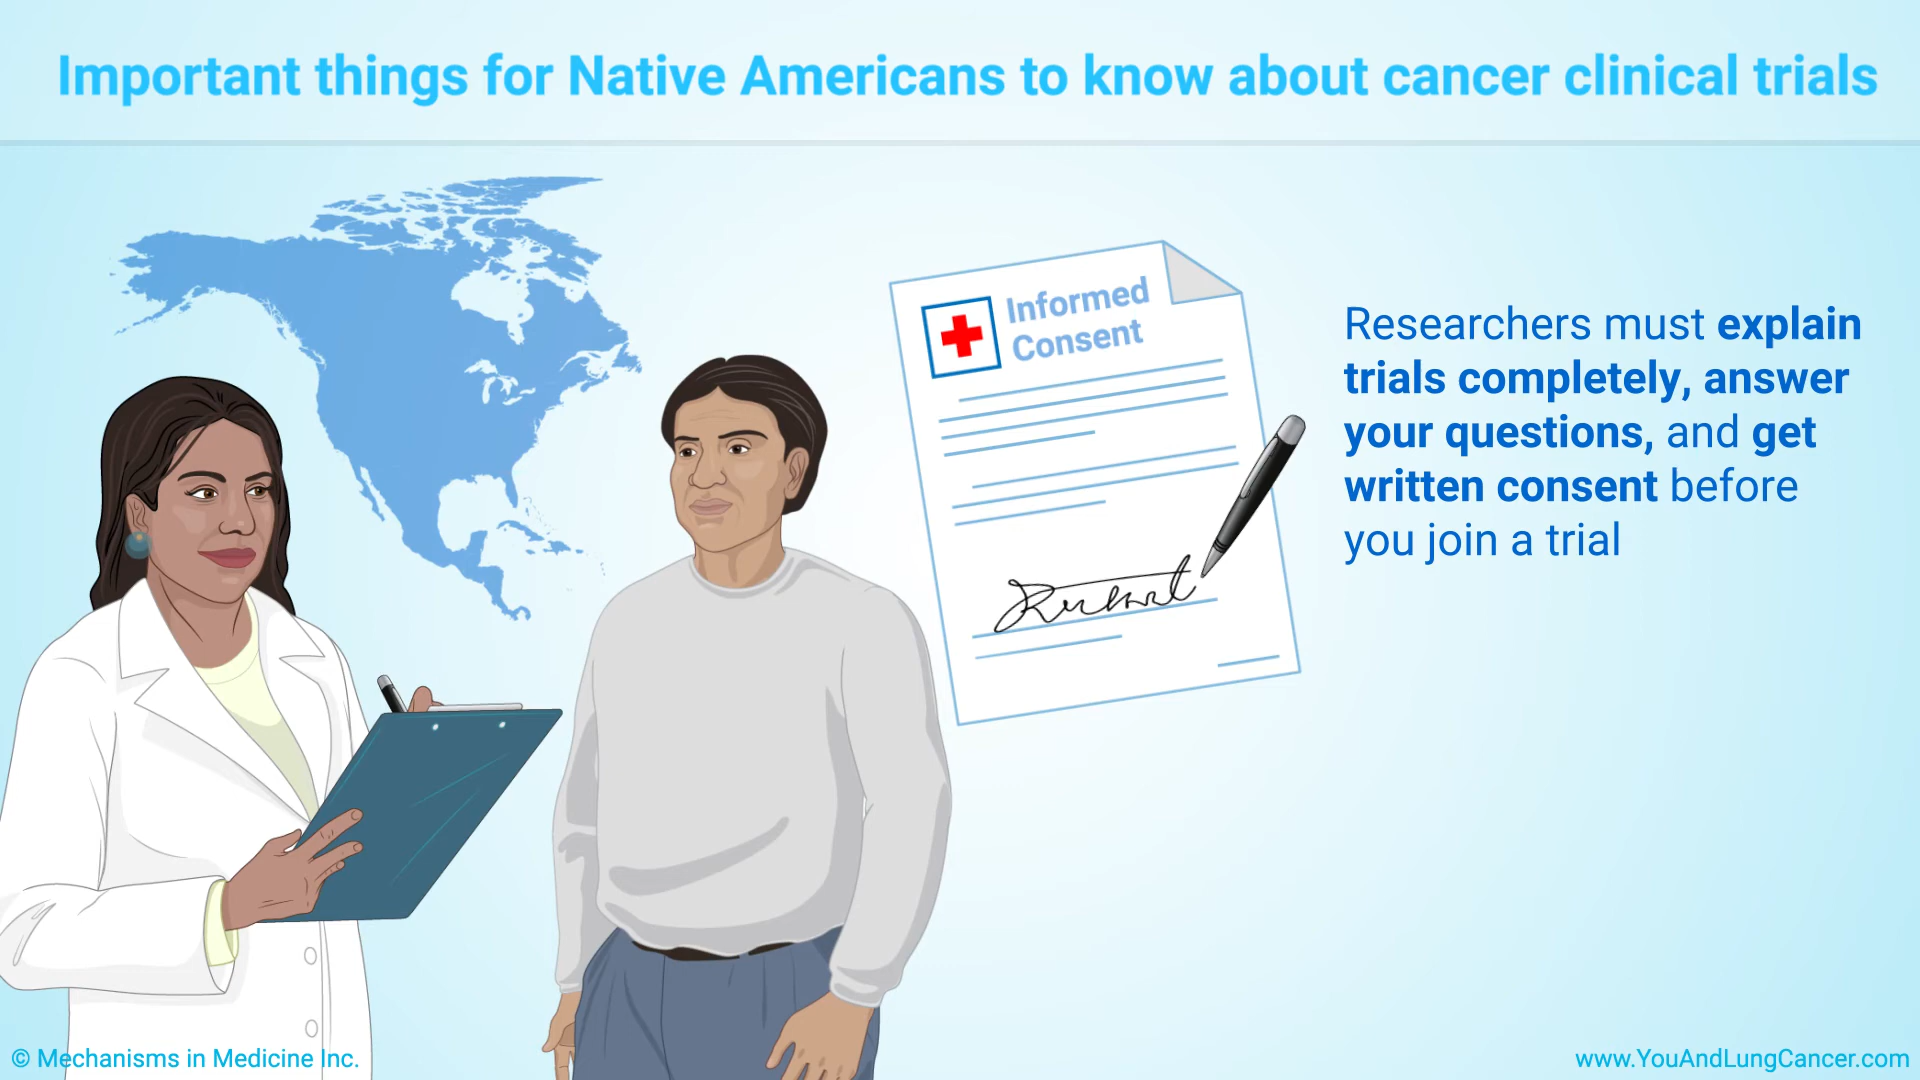 Important things for Native Americans to know about cancer clinical trials
Informed
Consent
Researchers must explain
trials completely, answer
your questions, and get
written consent before
you join a trial
© Mechanisms in Medicine Inc.
www.YouAndLungCancer.com